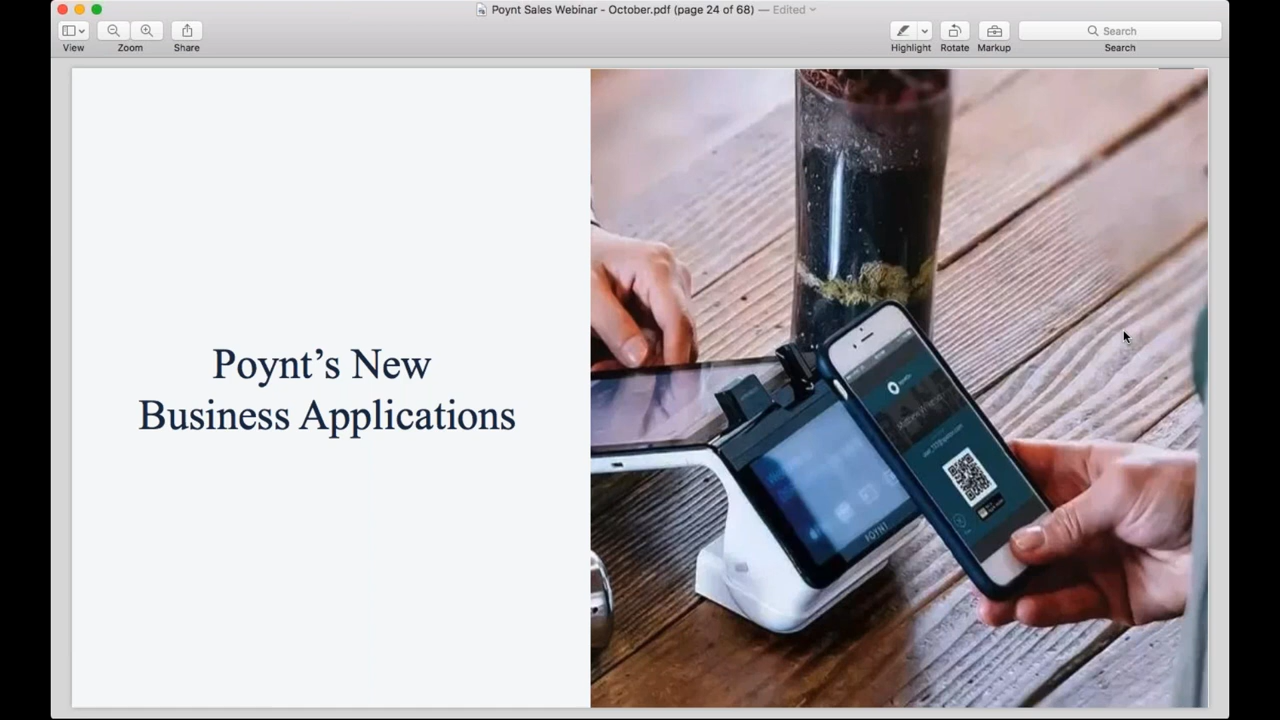 Poynt Sales Webinar - October.pdf (page 24 of 68) — Edited
View
Zoom
Share
Highlight
Rotate
Markup
Search
Search
Poynt’s New
Business Applications
POYNT